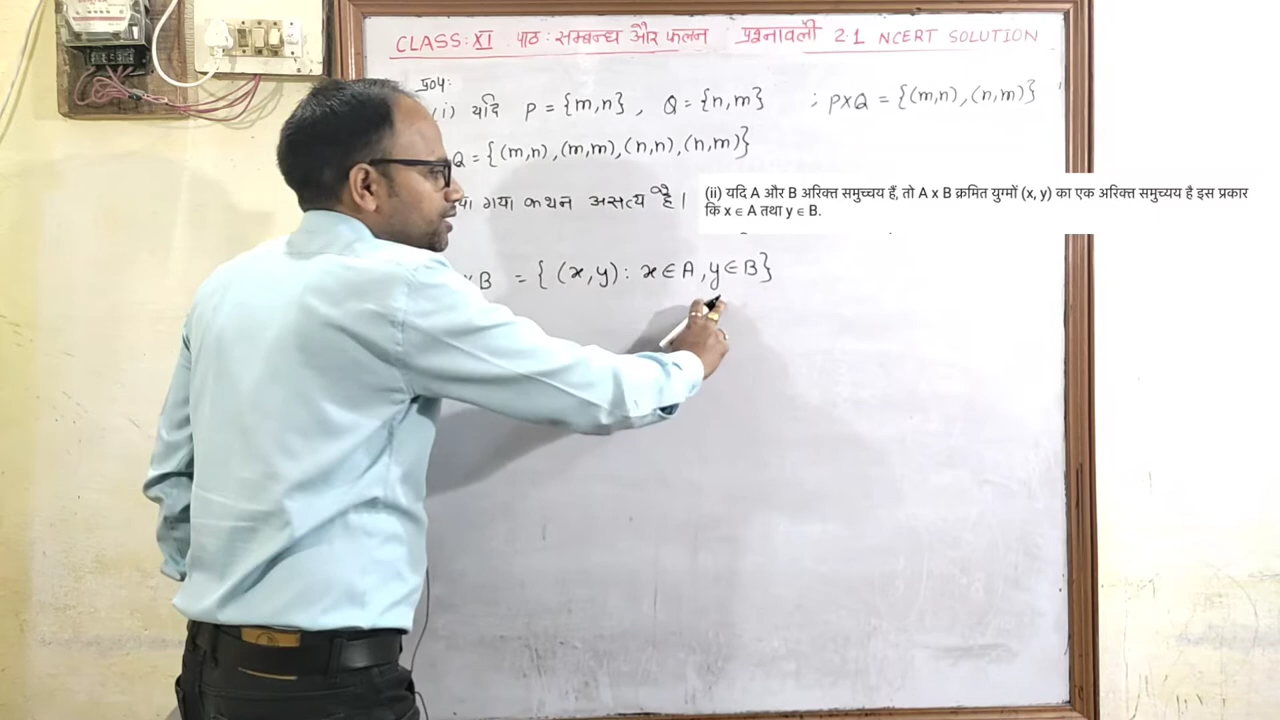 CLASS: XI पाठ : सम्बन्ध और फलन प्रश्नावली 2.1 NCERT SOLUTION
प्र०4:
(i) यदि P = {m,n} , Q = {n,m} ; P×Q = {(m,n) , (n,m)}
Q = {(m,n) , (m,m) , (n,n) , (n,m)}
गया कथन असत्य है।
(ii) यदि A और B अरिक्त समुच्चय हैं, तो A x B क्रमित युग्मों (x, y) का एक अरिक्त समुच्चय है इस प्रकार
कि x ∈ A तथा y ∈ B.
× B = { (x,y) : x ∈ A , y ∈ B}